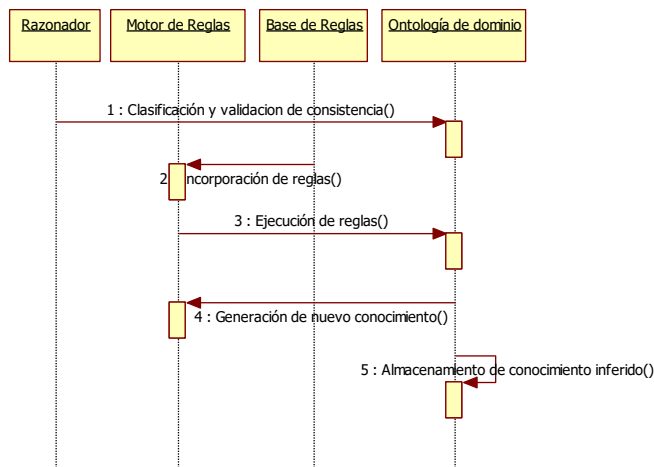 Razonador
Motor de Reglas
Base de Reglas
Ontología de dominio
1 : Clasificación y validacion de consistencia()
2 ncorporación de reglas()
3 : Ejecución de reglas()
4 : Generación de nuevo conocimiento()
5 : Almacenamiento de conocimiento inferido()